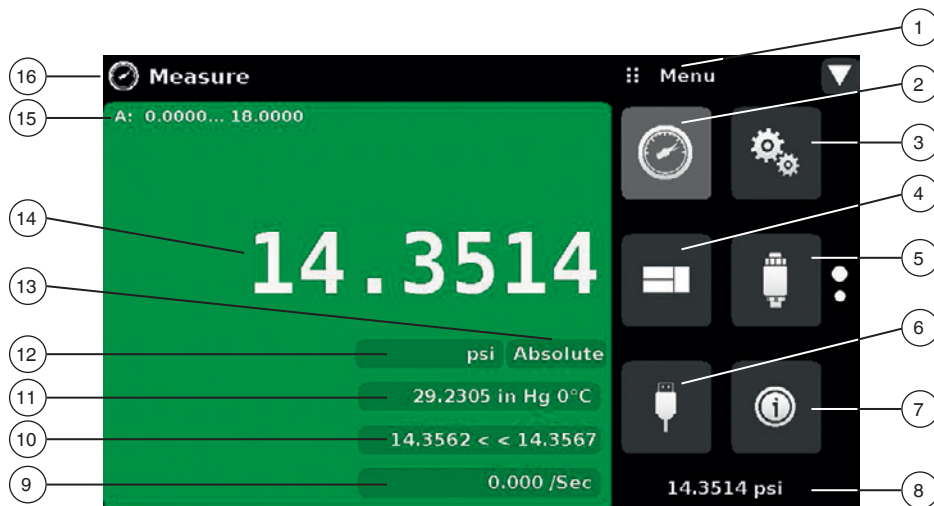 1
16 Measure Menu
2
15 A: 0.0000... 18.0000
3
4
14 14.3514
5
13
6
12 psi Absolute
11 29.2305 in Hg 0°C
7
10 14.3562 < < 14.3567
9 0.000 /Sec
14.3514 psi 8